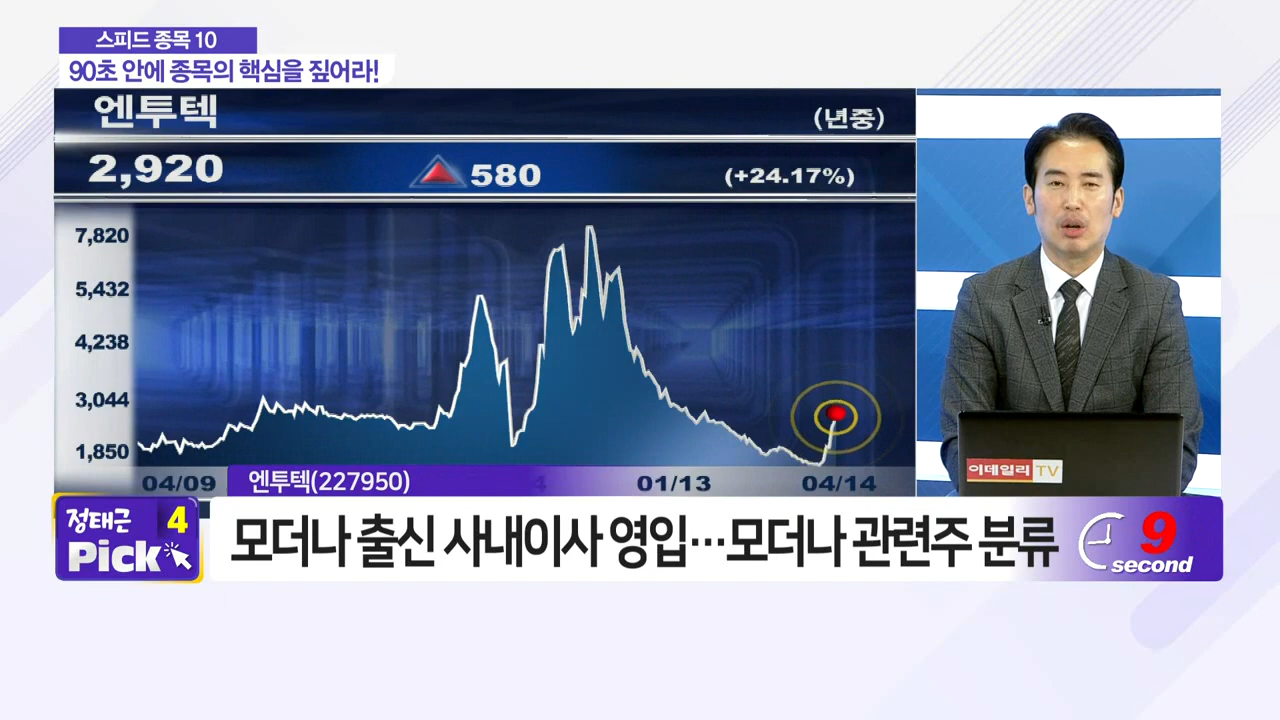 스피드 종목 10
90초 안에 종목의 핵심을 짚어라!
엔투텍 (년중)
2,920 ▲ 580 (+24.17%)
7,820
5,432
4,238
3,044
1,850
04/09 4 01/13 04/14
엔투텍(227950)
이데일리TV
정태근 4
Pick
모더나 출신 사내이사 영입…모더나 관련주 분류
9
second